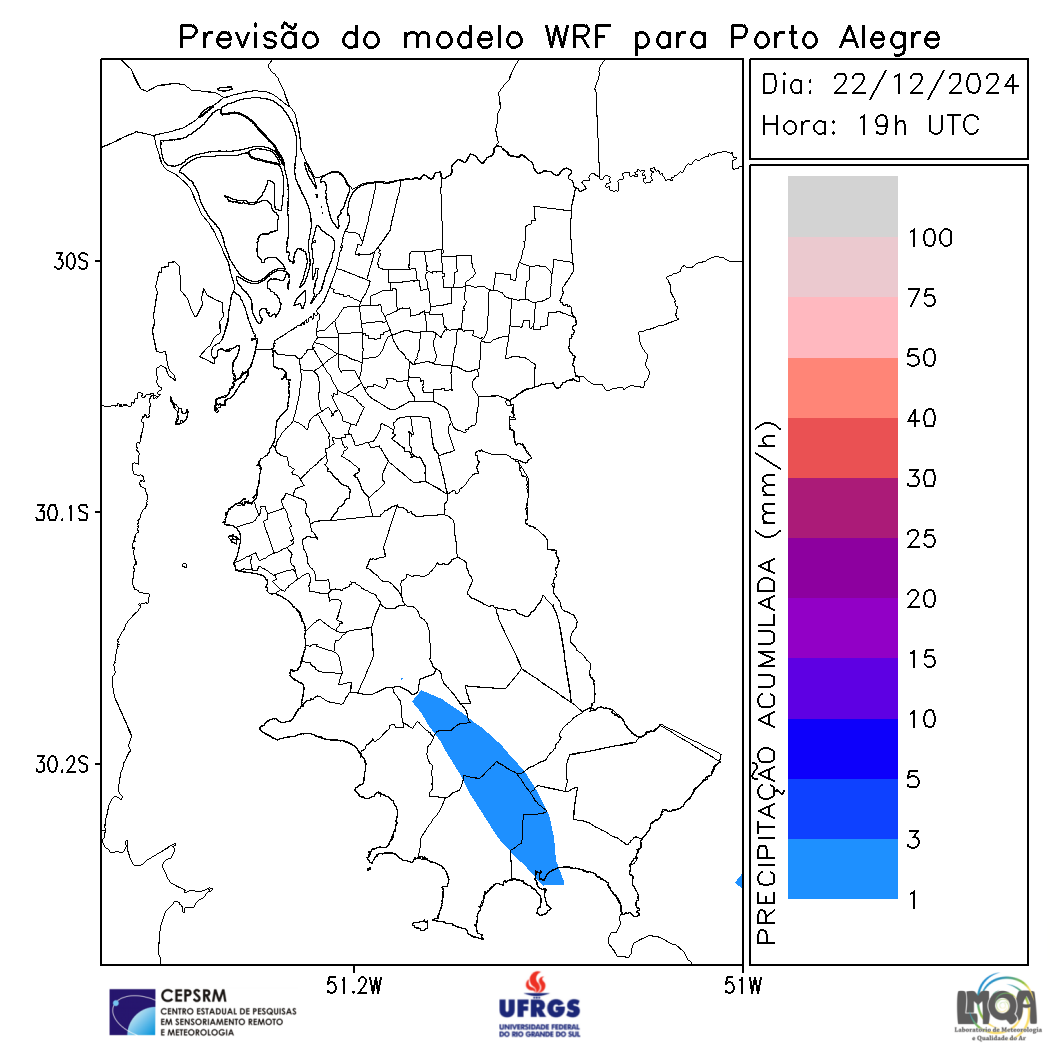 Previsão do modelo WRF para Porto Alegre
Dia: 22/12/2024
Hora: 19h UTC
30S
30.1S
30.2S
51.2W
51W
PRECIPITAÇÃO ACUMULADA (mm/h)
100
75
50
40
30
25
20
15
10
5
3
1
CEPSRM
CENTRO ESTADUAL DE PESQUISAS
EM SENSORIAMENTO REMOTO
E METEOROLOGIA
UFRGS
UNIVERSIDADE FEDERAL
DO RIO GRANDE DO SUL
LMQA
Laboratório de Meteorologia
e Qualidade do Ar